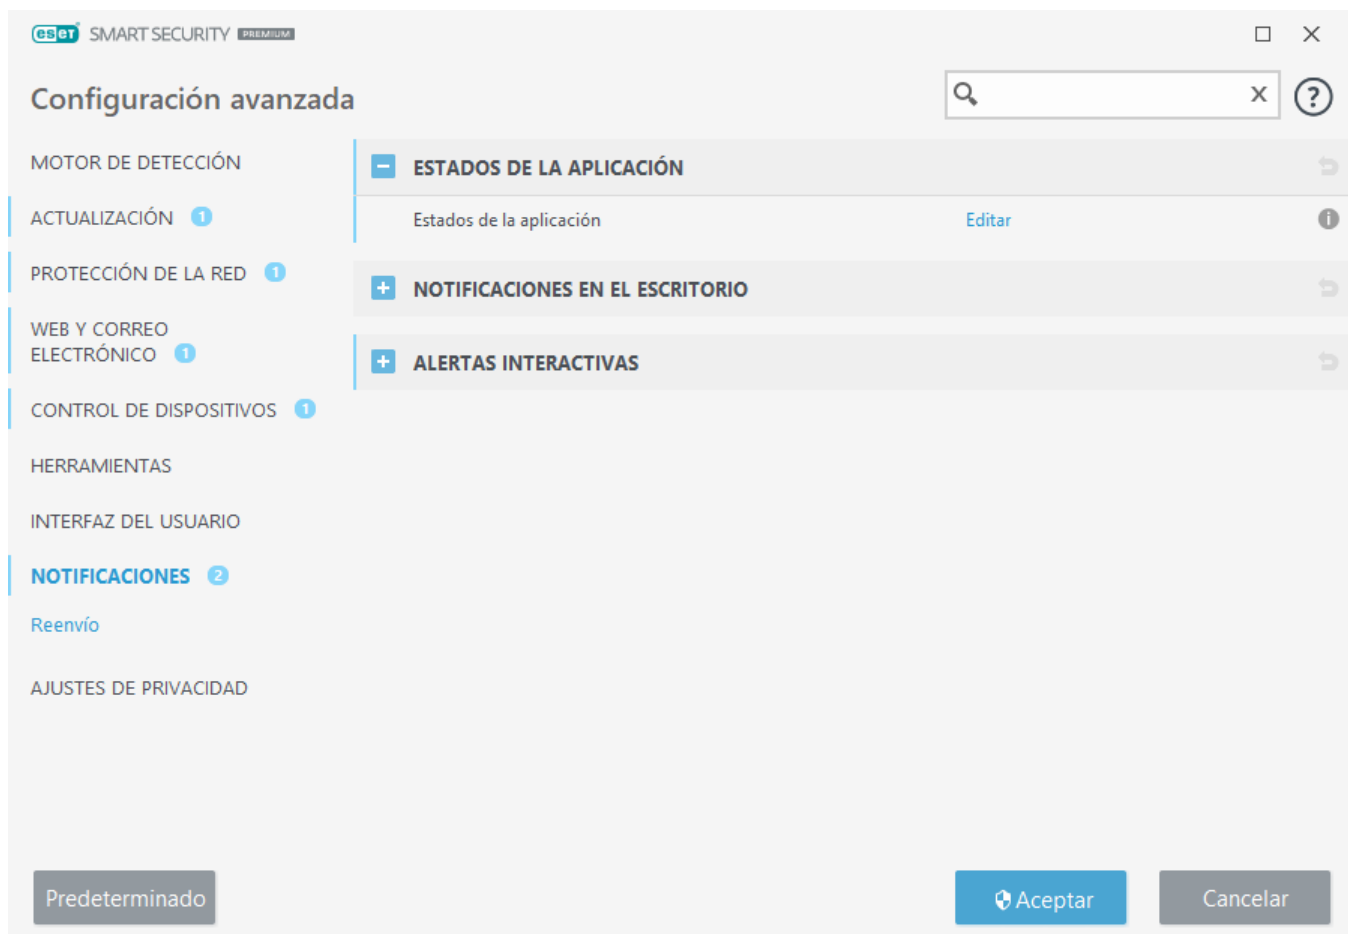 eset SMART SECURITY PREMIUM
Configuración avanzada
X
?
MOTOR DE DETECCIÓN
ACTUALIZACIÓN 1
PROTECCIÓN DE LA RED 1
WEB Y CORREO
ELECTRÓNICO 1
CONTROL DE DISPOSITIVOS 1
HERRAMIENTAS
INTERFAZ DEL USUARIO
NOTIFICACIONES 2
Reenvío
AJUSTES DE PRIVACIDAD
ESTADOS DE LA APLICACIÓN
Estados de la aplicación Editar
NOTIFICACIONES EN EL ESCRITORIO
ALERTAS INTERACTIVAS
Predeterminado
Aceptar
Cancelar